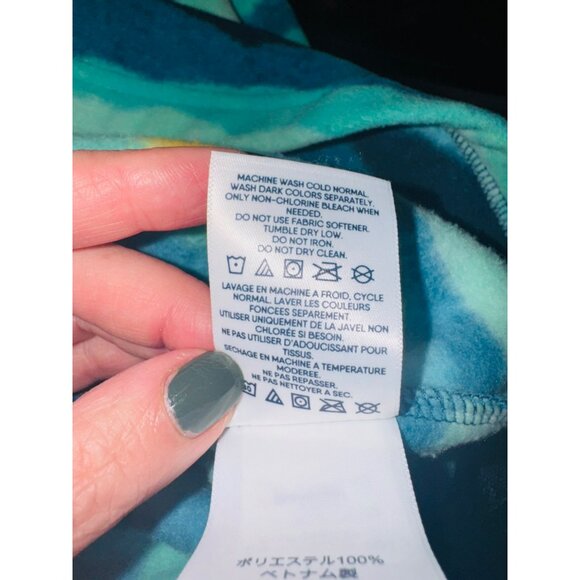 MACHINE WASH COLD NORMAL.
WASH DARK COLORS SEPARATELY.
ONLY NON-CHLORINE BLEACH WHEN
NEEDED.
DO NOT USE FABRIC SOFTENER.
TUMBLE DRY LOW.
DO NOT IRON.
DO NOT DRY CLEAN.
LAVAGE EN MACHINE A FROID, CYCLE
NORMAL. LAVER LES COULEURS
FONCÉES SEPAREMENT.
UTILISER UNIQUEMENT DE LA JAVEL NON
CHLORÉE SI BESOIN.
NE PAS UTILISER D'ADOUCISSANT POUR
TISSUS.
SECHAGE EN MACHINE A TEMPERATURE
MODEREE.
NE PAS REPASSER.
NE PAS NETTOYER A SEC.
ポリエステル100%
ベトナム製